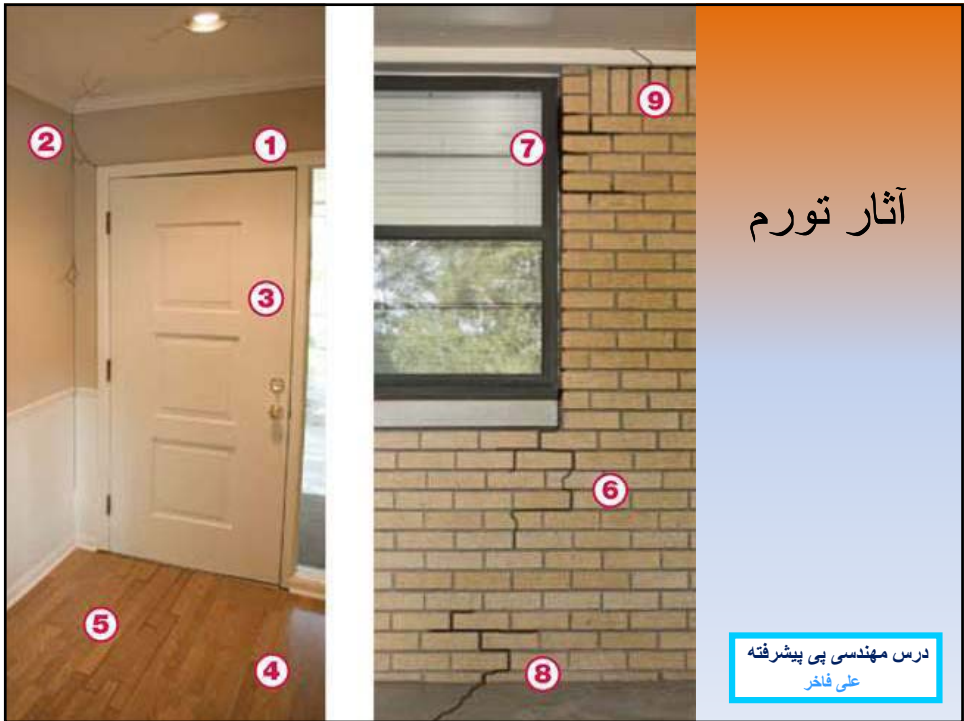 آثار تورم
① ② ③ ④ ⑤
⑥ ⑦ ⑧ ⑨
درس مهندسی پی پیشرفته
علی فاخر